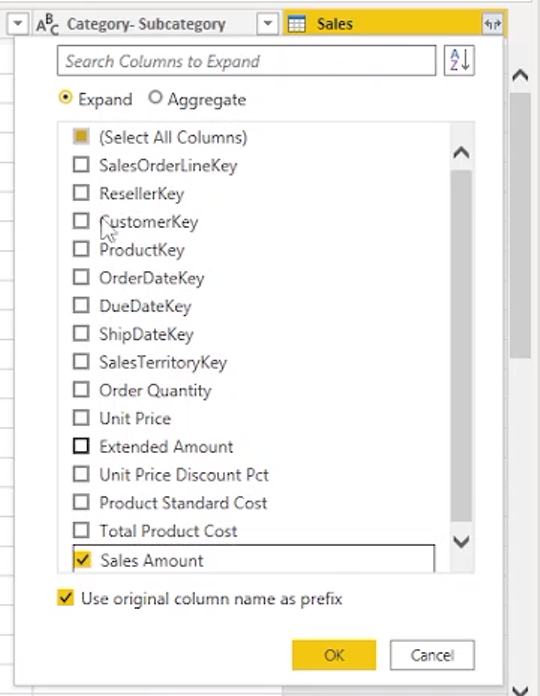 ABC Category- Subcategory Sales
Search Columns to Expand AZ
Expand Aggregate
(Select All Columns)
SalesOrderLineKey
ResellerKey
CustomerKey
ProductKey
OrderDateKey
DueDateKey
ShipDateKey
SalesTerritoryKey
Order Quantity
Unit Price
Extended Amount
Unit Price Discount Pct
Product Standard Cost
Total Product Cost
Sales Amount
Use original column name as prefix
OK Cancel